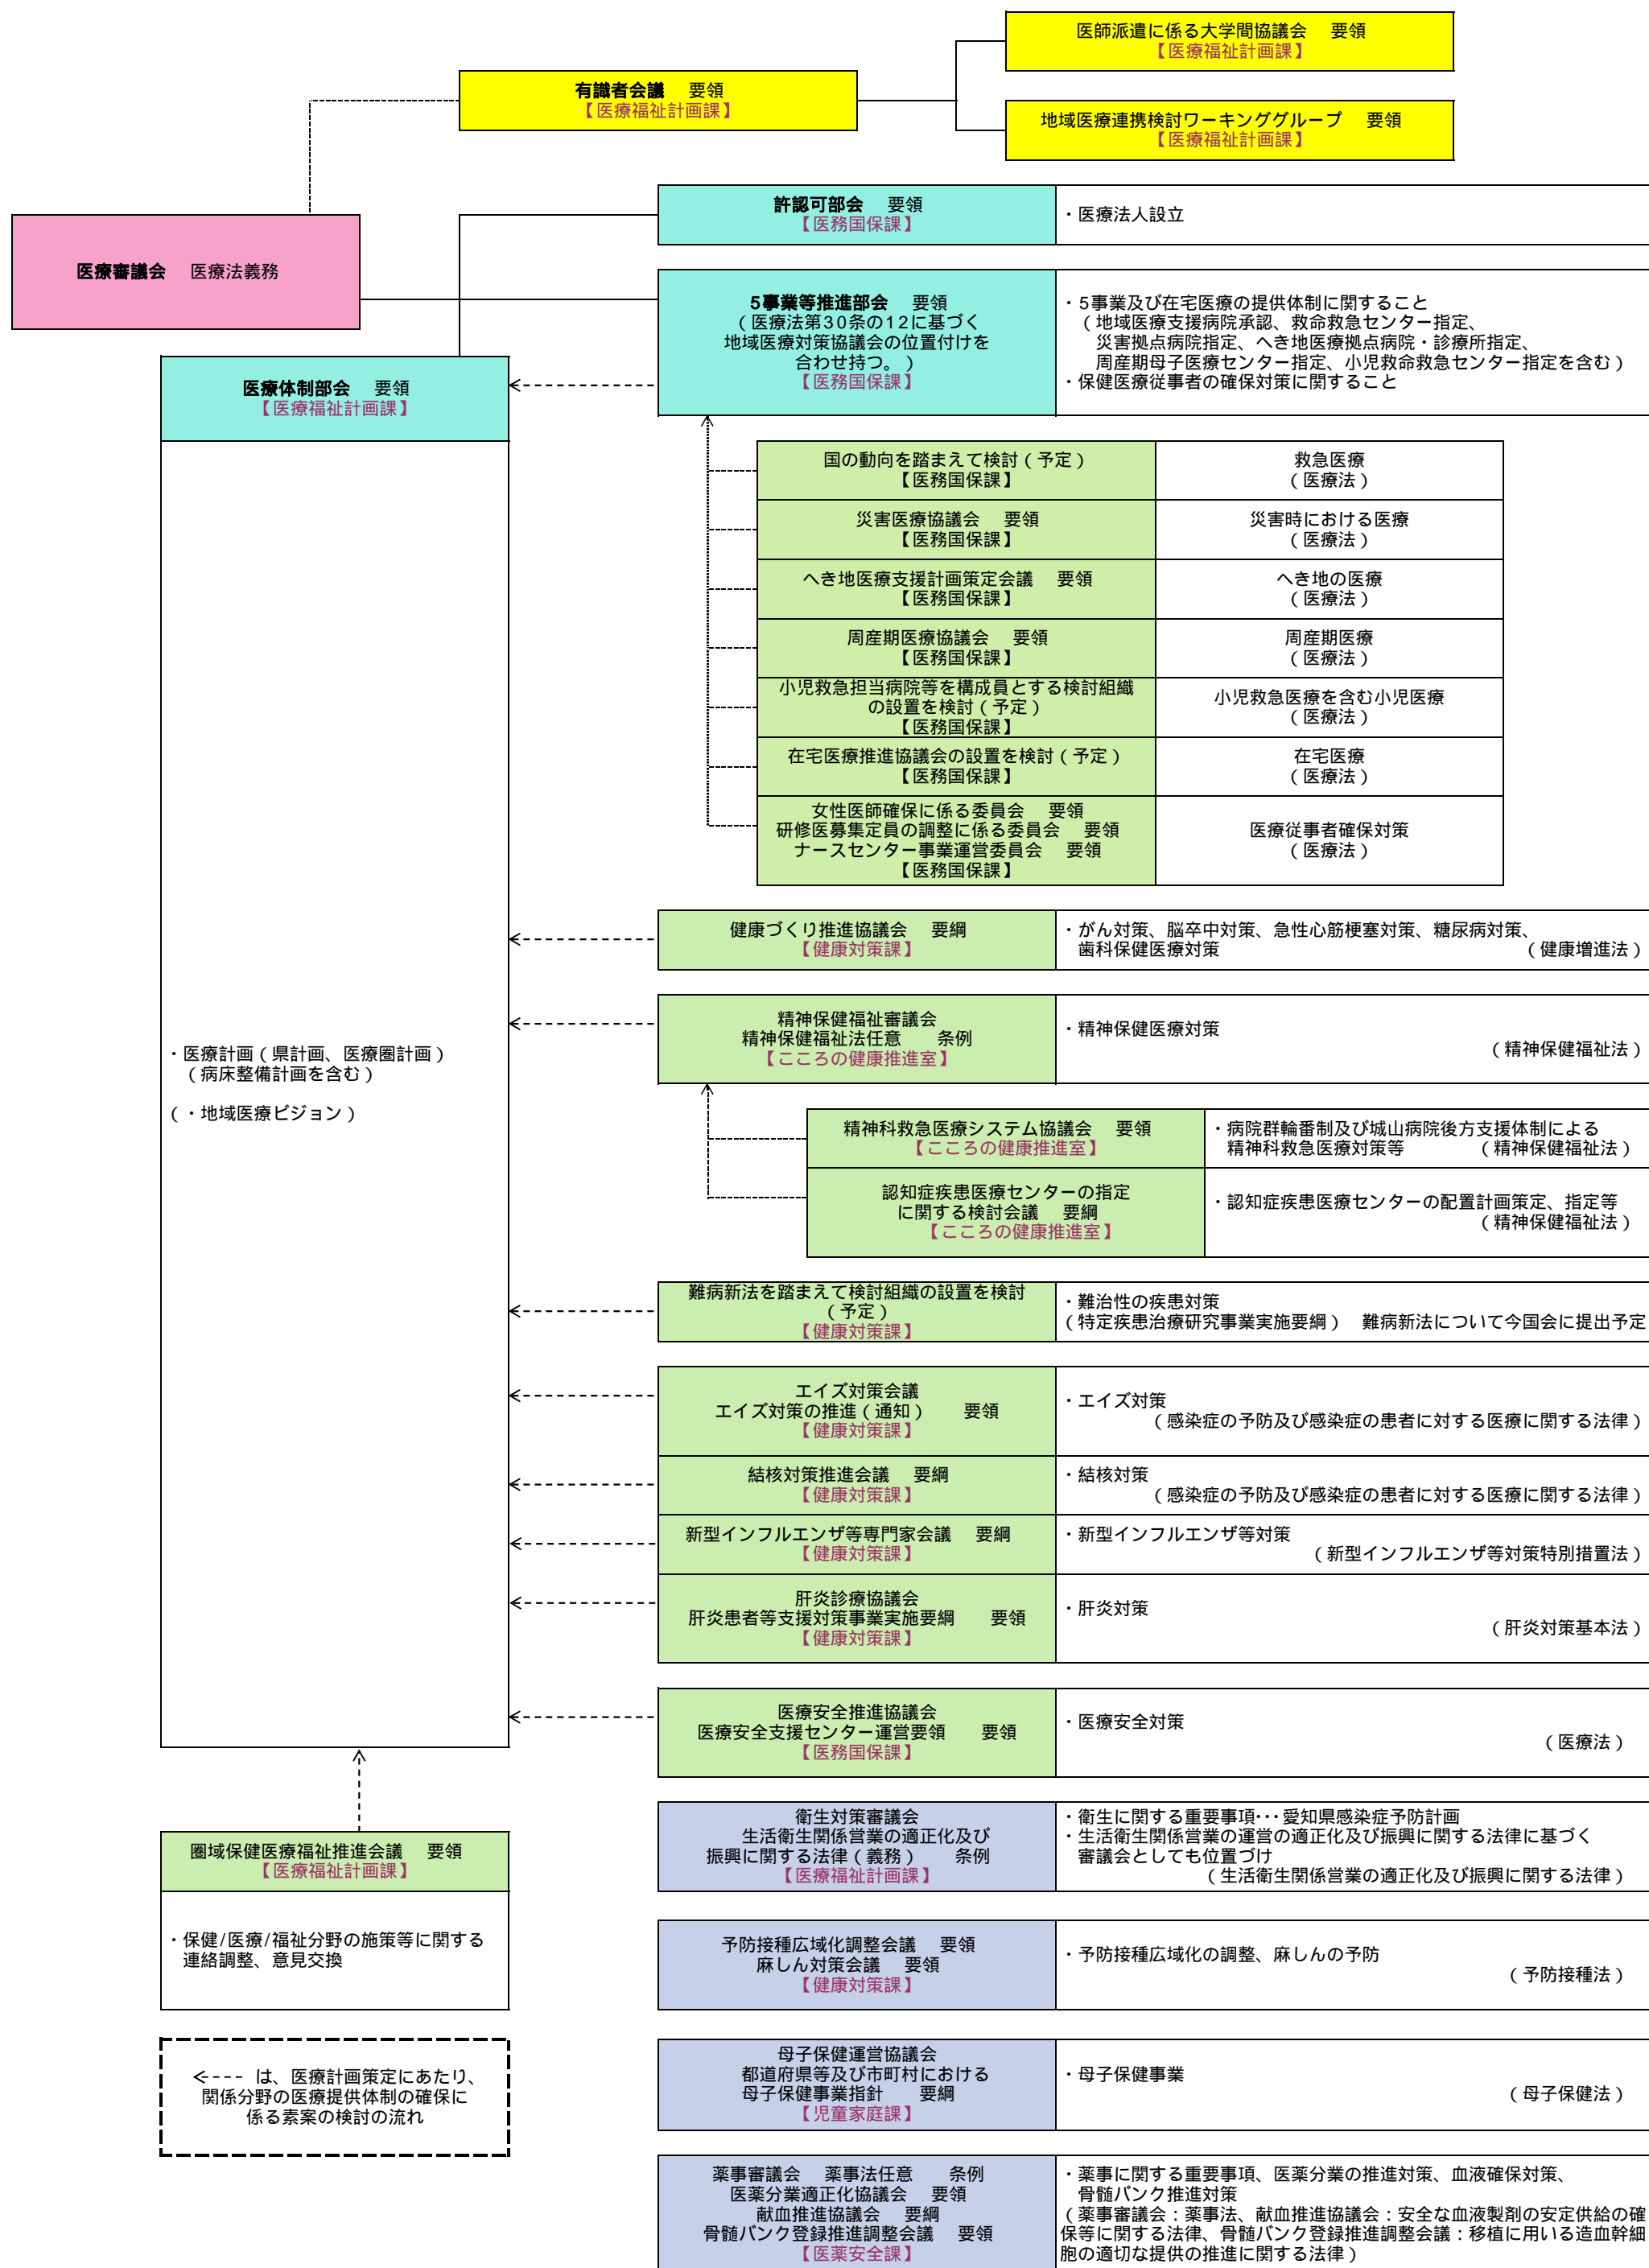 医師派遣に係る大学間協議会　要領
【医療福祉計画課】
有識者会議　要領
【医療福祉計画課】
地域医療連携検討ワーキンググループ　要領
【医療福祉計画課】
許認可部会　要領
【医務国保課】
・医療法人設立
医療審議会　医療法義務
5事業等推進部会　要領
（医療法第30条の12に基づく
地域医療対策協議会の位置付けを
合わせ持つ。）
【医務国保課】
・5事業及び在宅医療の提供体制に関すること
（地域医療支援病院承認、救命救急センター指定、
災害拠点病院指定、へき地医療拠点病院・診療所指定、
周産期母子医療センター指定、小児救命救急センター指定を含む）
・保健医療従事者の確保対策に関すること
医療体制部会　要領
【医療福祉計画課】
国の動向を踏まえて検討（予定）
【医務国保課】
救急医療
（医療法）
災害医療協議会　要領
【医務国保課】
災害時における医療
（医療法）
へき地医療支援計画策定会議　要領
【医務国保課】
へき地の医療
（医療法）
周産期医療協議会　要領
【医務国保課】
周産期医療
（医療法）
小児救急担当病院等を構成員とする検討組織
の設置を検討（予定）
【医務国保課】
小児救急医療を含む小児医療
（医療法）
在宅医療推進協議会の設置を検討（予定）
【医務国保課】
在宅医療
（医療法）
女性医師確保に係る委員会　要領
研修医募集定員の調整に係る委員会　要領
ナースセンター事業運営委員会　要領
【医務国保課】
医療従事者確保対策
（医療法）
健康づくり推進協議会　要綱
【健康対策課】
・がん対策、脳卒中対策、急性心筋梗塞対策、糖尿病対策、
歯科保健医療対策　（健康増進法）
精神保健福祉審議会
精神保健福祉法任意　条例
【こころの健康推進室】
・精神保健医療対策
（精神保健福祉法）
・医療計画（県計画、医療圏計画）
（病床整備計画を含む）
（・地域医療ビジョン）
精神科救急医療システム協議会　要領
【こころの健康推進室】
・病院群輪番制及び城山病院後方支援体制による
精神科救急医療対策等　（精神保健福祉法）
認知症疾患医療センターの指定
に関する検討会議　要綱
【こころの健康推進室】
・認知症疾患医療センターの配置計画策定、指定等
（精神保健福祉法）
難病新法を踏まえて検討組織の設置を検討
（予定）
【健康対策課】
・難治性の疾患対策
（特定疾患治療研究事業実施要綱）　難病新法について今国会に提出予定
エイズ対策会議
エイズ対策の推進（通知）　要領
【健康対策課】
・エイズ対策
（感染症の予防及び感染症の患者に対する医療に関する法律）
結核対策推進会議　要綱
【健康対策課】
・結核対策
（感染症の予防及び感染症の患者に対する医療に関する法律）
新型インフルエンザ等専門家会議　要綱
【健康対策課】
・新型インフルエンザ等対策
（新型インフルエンザ等対策特別措置法）
肝炎診療協議会
肝炎患者等支援対策事業実施要綱　要領
【健康対策課】
・肝炎対策
（肝炎対策基本法）
医療安全推進協議会
医療安全支援センター運営要領　要領
【医務国保課】
・医療安全対策
（医療法）
圏域保健医療福祉推進会議　要領
【医療福祉計画課】
・保健/医療/福祉分野の施策等に関する
連絡調整、意見交換
衛生対策審議会
生活衛生関係営業の適正化及び
振興に関する法律（義務）　条例
【医療福祉計画課】
・衛生に関する重要事項･･･愛知県感染症予防計画
・生活衛生関係営業の運営の適正化及び振興に関する法律に基づく
審議会としても位置づけ
（生活衛生関係営業の適正化及び振興に関する法律）
予防接種広域化調整会議　要領
麻しん対策会議　要領
【健康対策課】
・予防接種広域化の調整、麻しんの予防
（予防接種法）
<--- は、医療計画策定にあたり、
関係分野の医療提供体制の確保に
係る素案の検討の流れ
母子保健運営協議会
都道府県等及び市町村における
母子保健事業指針　要綱
【児童家庭課】
・母子保健事業
（母子保健法）
薬事審議会　薬事法任意　条例
医薬分業適正化協議会　要領
献血推進協議会　要綱
骨髄バンク登録推進調整会議　要領
【医薬安全課】
・薬事に関する重要事項、医薬分業の推進対策、血液確保対策、
骨髄バンク推進対策
（薬事審議会：薬事法、献血推進協議会：安全な血液製剤の安定供給の確
保等に関する法律、骨髄バンク登録推進調整会議：移植に用いる造血幹細
胞の適切な提供の推進に関する法律）